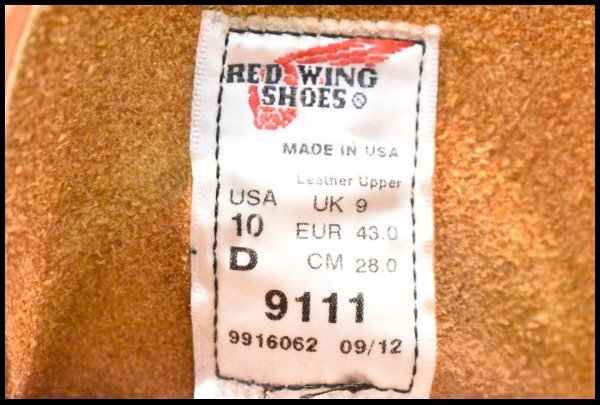 RED WING
SHOES®
MADE IN USA
Leather Upper
USA
10
D
UK 9
EUR 43.0
CM 28.0
9111
9916062 09/12